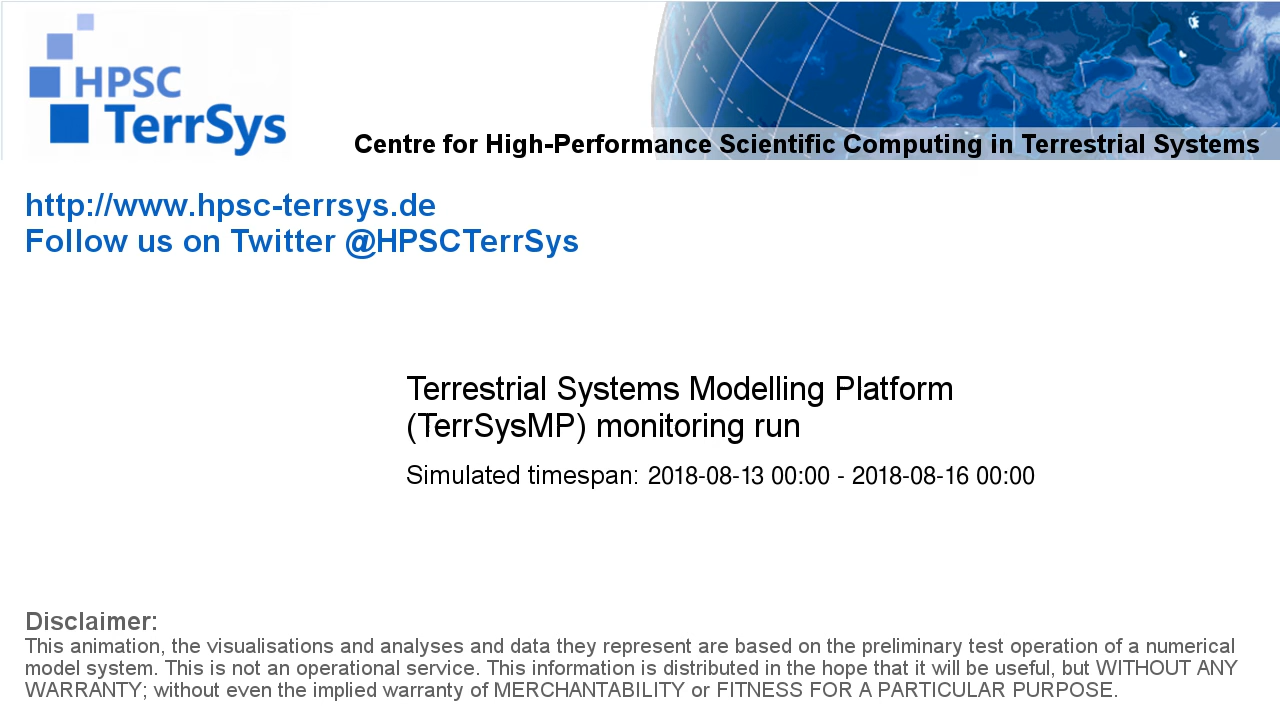 HPSC
TerrSys
Centre for High-Performance Scientific Computing in Terrestrial Systems
http://www.hpsc-terrsys.de
Follow us on Twitter @HPSCTerrSys
Terrestrial Systems Modelling Platform
(TerrSysMP) monitoring run
Simulated timespan: 2018-08-13 00:00 - 2018-08-16 00:00
Disclaimer:
This animation, the visualisations and analyses and data they represent are based on the preliminary test operation of a numerical
model system. This is not an operational service. This information is distributed in the hope that it will be useful, but WITHOUT ANY
WARRANTY; without even the implied warranty of MERCHANTABILITY or FITNESS FOR A PARTICULAR PURPOSE.